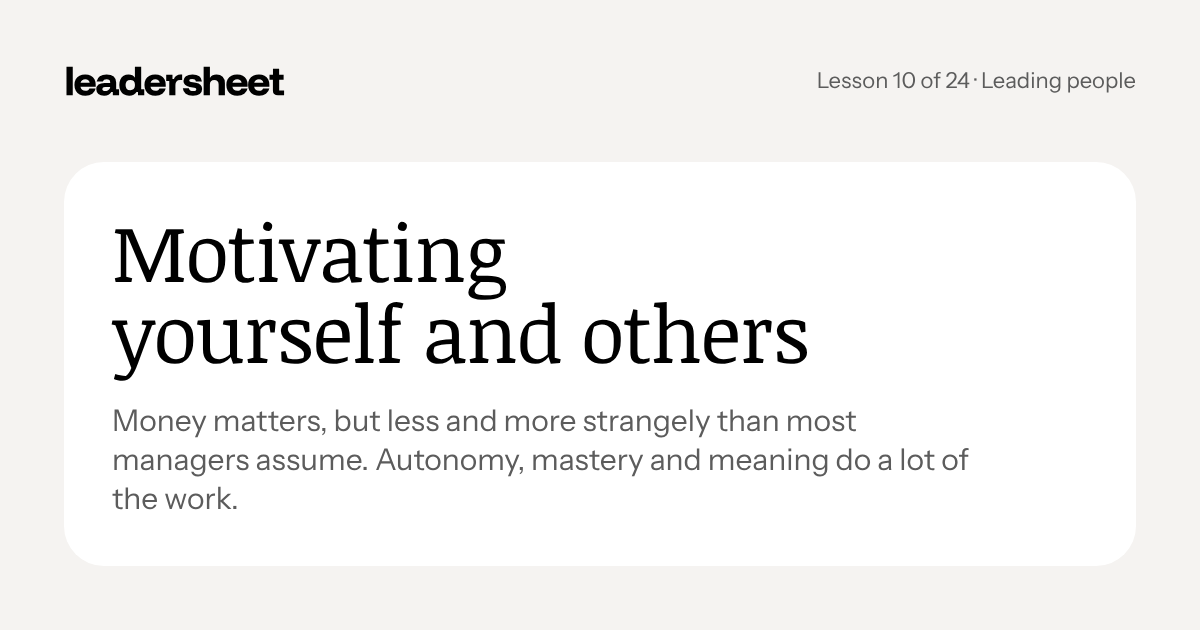 leadersheet
Lesson 10 of 24 · Leading people
Motivating
yourself and others
Money matters, but less and more strangely than most
managers assume. Autonomy, mastery and meaning do a lot of
the work.